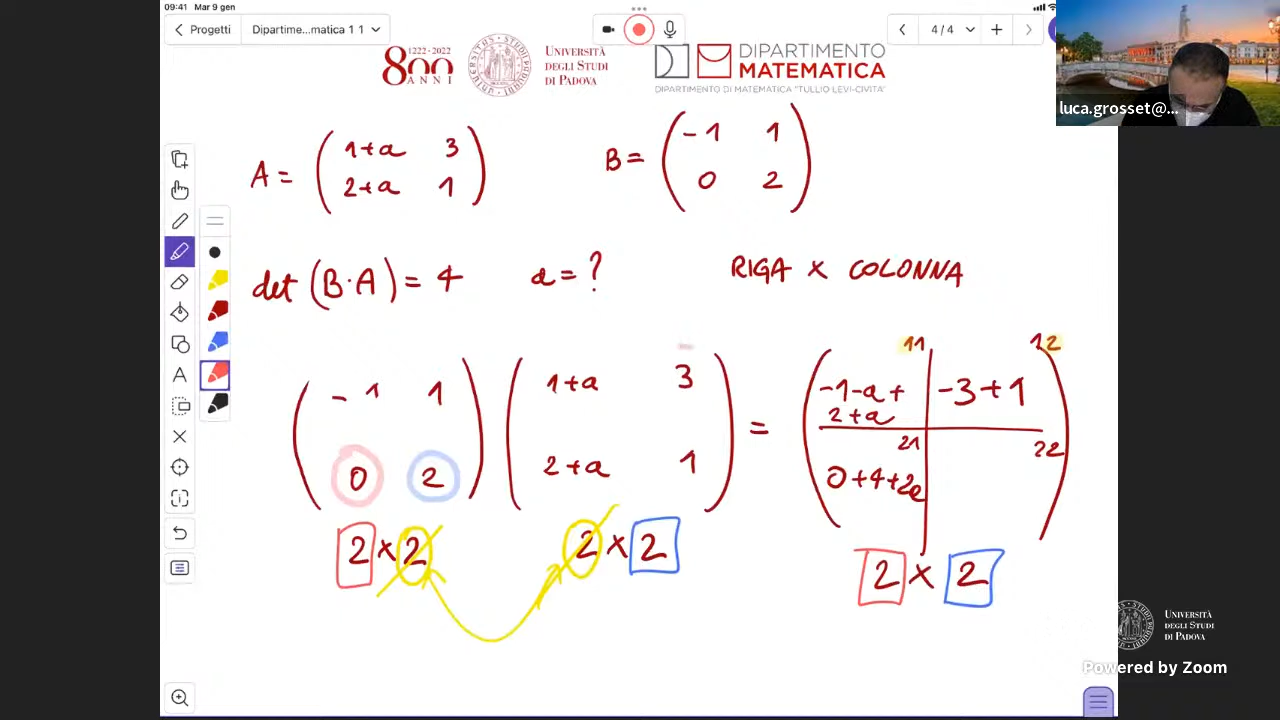 09:41 Mar 9 gen
Progetti
Dipartime...matica 1 1
4/4
luca.grosset@...
1222-2022
800
ANNI
UNIVERSITÀ
DEGLI STUDI
DI PADOVA
DIPARTIMENTO
MATEMATICA
DIPARTIMENTO DI MATEMATICA "TULLIO LEVI-CIVITA"
A = ( 1+a 3
2+a 1 )
B = ( -1 1
0 2 )
det (B·A) = 4 a = ? RIGA X COLONNA
( -1 1
0 2 )
( 1+a 3
2+a 1 )
=
11 12
-1-a+ -3+1
2+a
21 22
0+4+2a
2 x 2 2 x 2 2 x 2
UNIVERSITÀ
DEGLI STUDI
DI PADOVA
Powered by Zoom